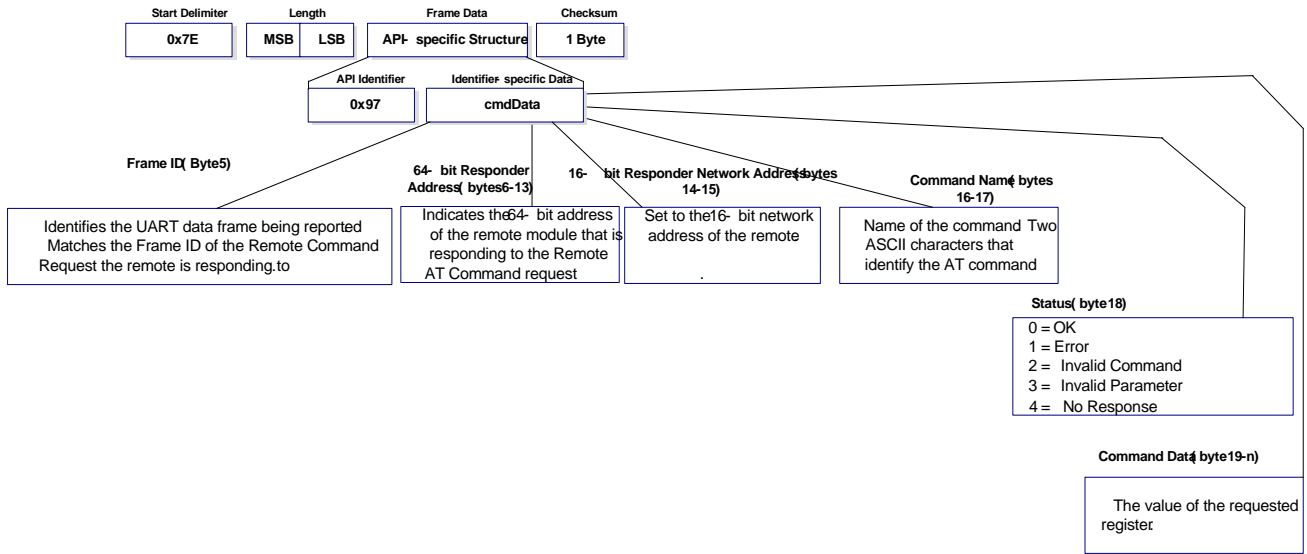 Start Delimiter Length Frame Data Checksum
0x7E MSB LSB API- specific Structure 1 Byte
API Identifier Identifier- specific Data
0x97 cmdData
Frame ID( Byte5)
Identifies the UART data frame being reported
Matches the Frame ID of the Remote Command
Request the remote is responding.to
64- bit Responder
Address( bytes6-13)
Indicates the64- bit address
of the remote module that is
responding to the Remote
AT Command request
16- bit Responder Network Address(bytes
14-15)
Set to the16- bit network
address of the remote
.
Command Name( bytes
16-17)
Name of the command Two
ASCII characters that
identify the AT command
Status( byte18)
0 = OK
1 = Error
2 = Invalid Command
3 = Invalid Parameter
4 = No Response
Command Data( byte19-n)
The value of the requested
register.